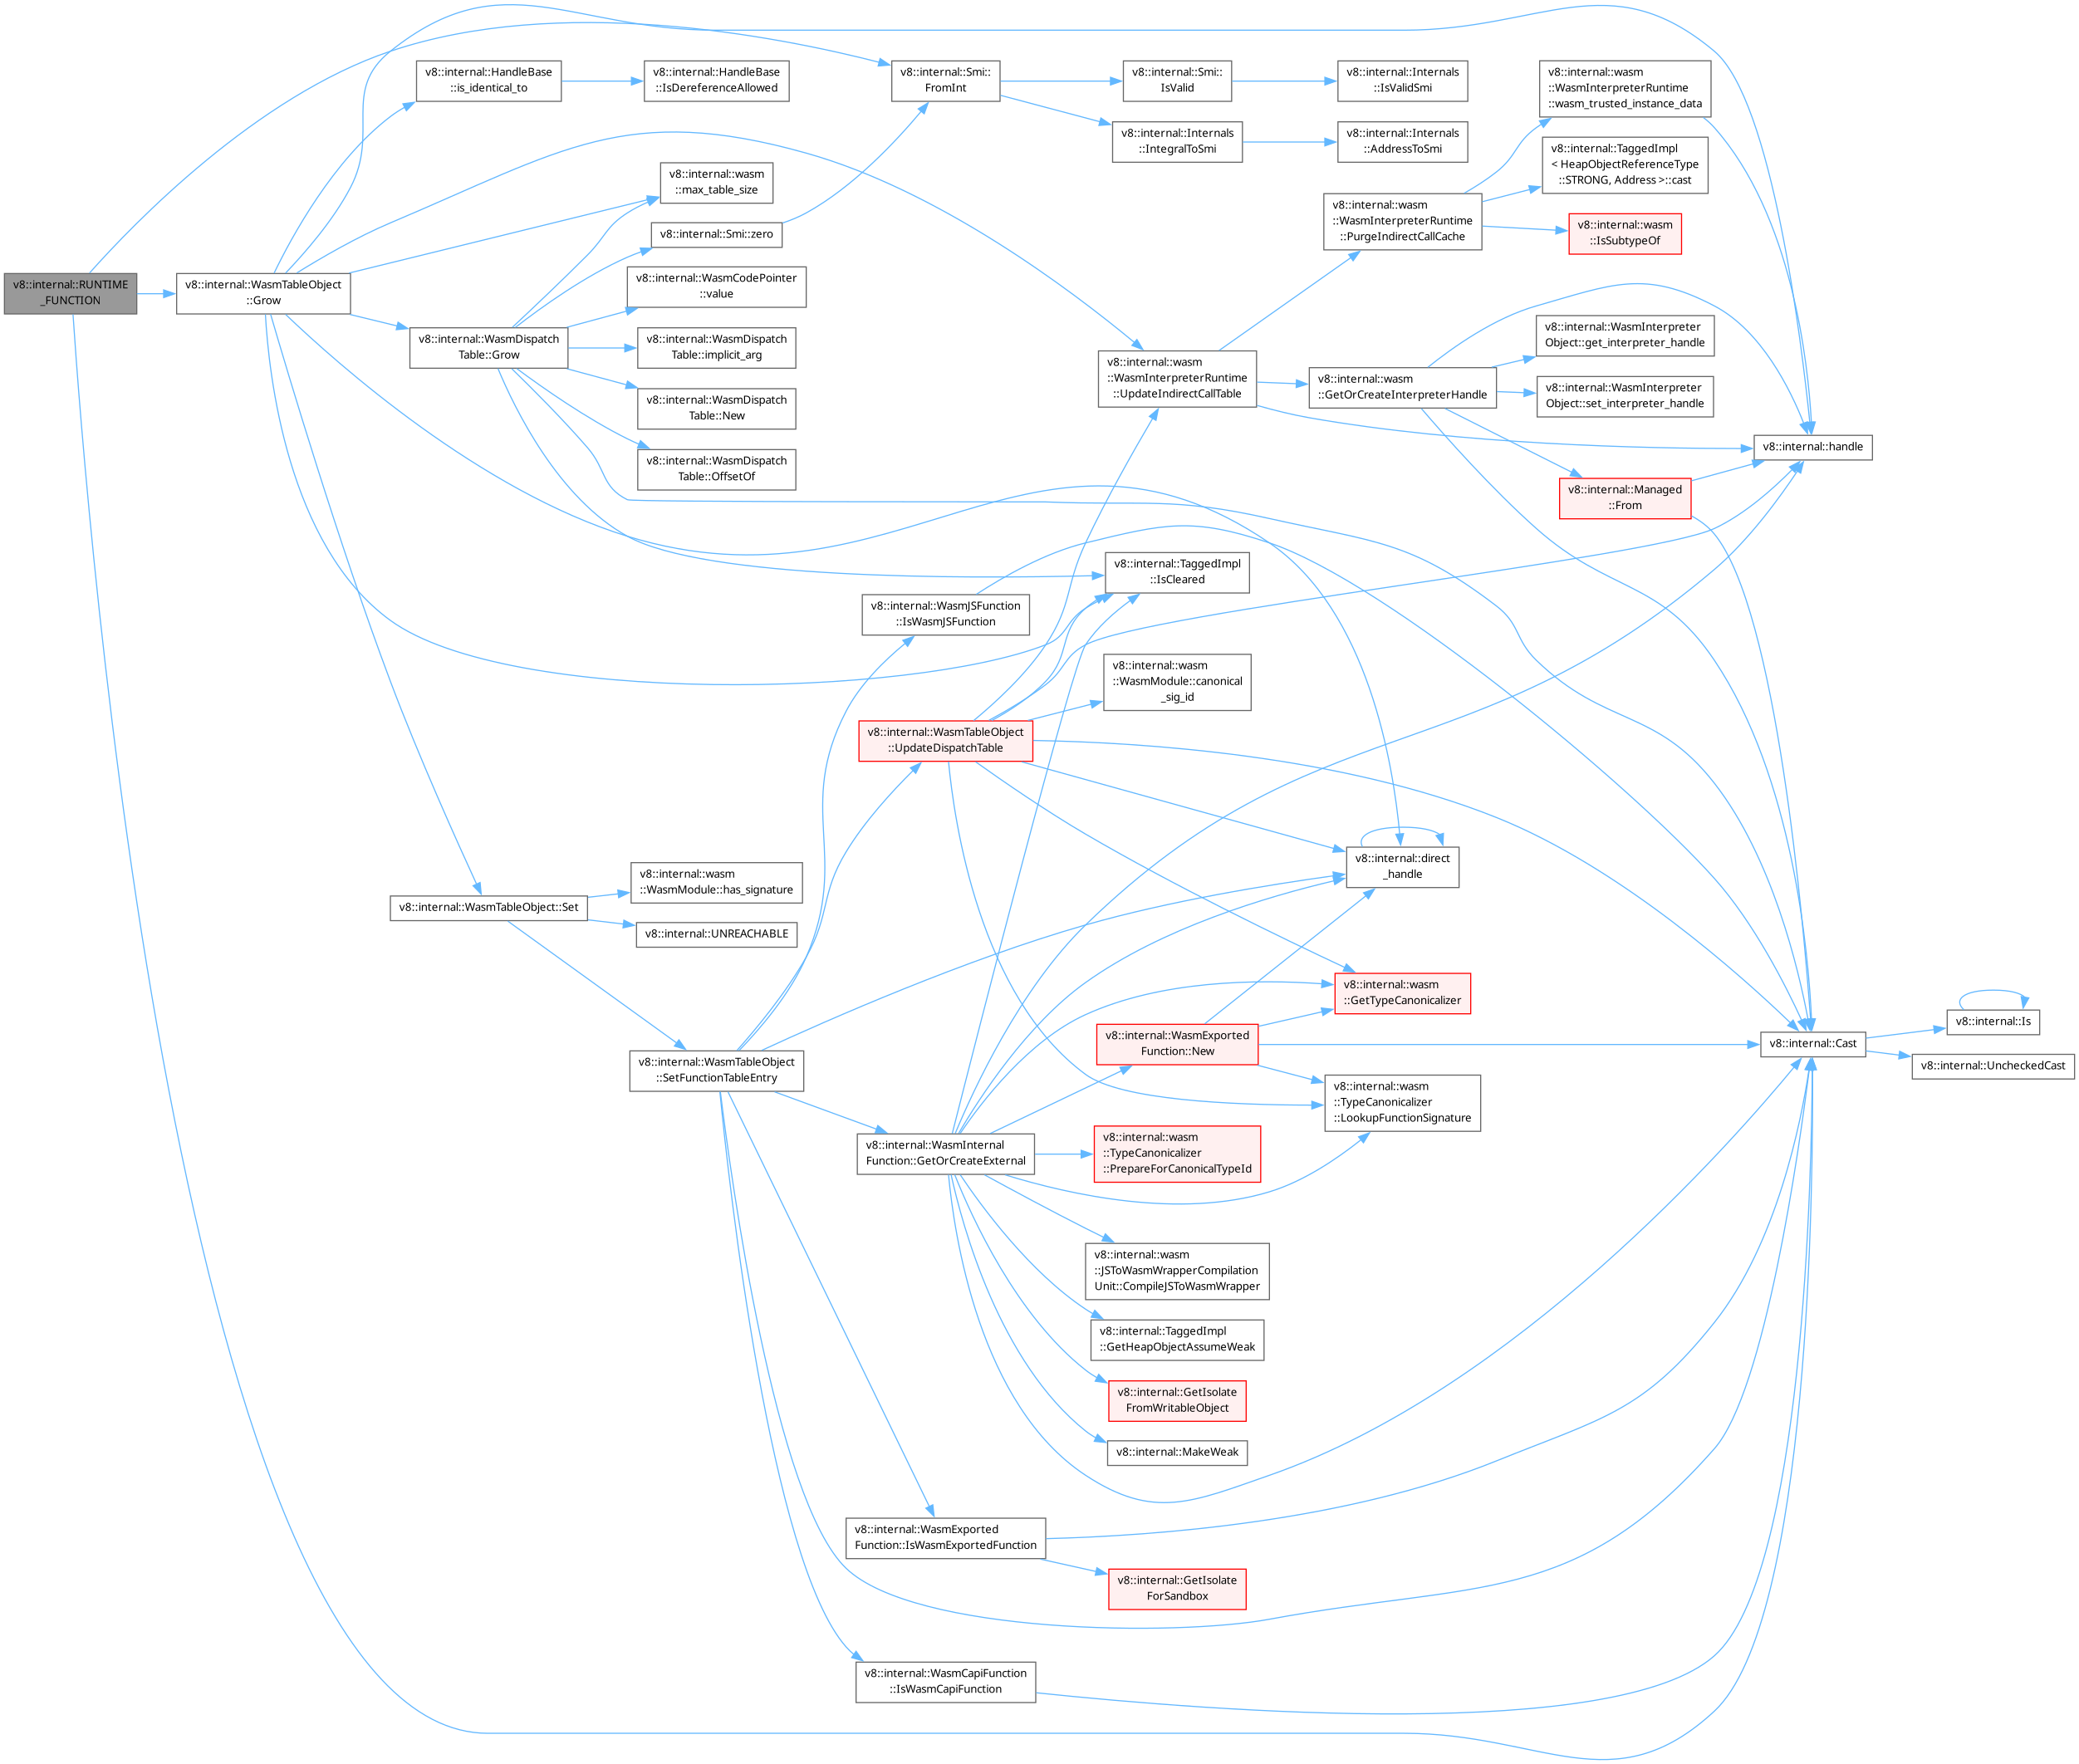 v8::internal::RUNTIME
_FUNCTION
v8::internal::WasmTableObject
::Grow
v8::internal::HandleBase
::is_identical_to
v8::internal::HandleBase
::IsDereferenceAllowed
v8::internal::wasm
::max_table_size
v8::internal::Smi::zero
v8::internal::WasmDispatch
Table::Grow
v8::internal::WasmCodePointer
::value
v8::internal::WasmDispatch
Table::implicit_arg
v8::internal::WasmDispatch
Table::New
v8::internal::WasmDispatch
Table::OffsetOf
v8::internal::Smi::
FromInt
v8::internal::Smi::
IsValid
v8::internal::Internals
::IsValidSmi
v8::internal::Internals
::IntegralToSmi
v8::internal::Internals
::AddressToSmi
v8::internal::wasm
::WasmInterpreterRuntime
::wasm_trusted_instance_data
v8::internal::TaggedImpl
< HeapObjectReferenceType
::STRONG, Address >::cast
v8::internal::wasm
::WasmInterpreterRuntime
::PurgeIndirectCallCache
v8::internal::wasm
::IsSubtypeOf
v8::internal::wasm
::WasmInterpreterRuntime
::UpdateIndirectCallTable
v8::internal::wasm
::GetOrCreateInterpreterHandle
v8::internal::WasmInterpreter
Object::get_interpreter_handle
v8::internal::WasmInterpreter
Object::set_interpreter_handle
v8::internal::handle
v8::internal::Managed
::From
v8::internal::TaggedImpl
::IsCleared
v8::internal::WasmJSFunction
::IsWasmJSFunction
v8::internal::wasm
::WasmModule::canonical
_sig_id
v8::internal::WasmTableObject
::UpdateDispatchTable
v8::internal::direct
_handle
v8::internal::wasm
::WasmModule::has_signature
v8::internal::WasmTableObject::Set
v8::internal::UNREACHABLE
v8::internal::wasm
::GetTypeCanonicalizer
v8::internal::Is
v8::internal::WasmExported
Function::New
v8::internal::Cast
v8::internal::UncheckedCast
v8::internal::WasmTableObject
::SetFunctionTableEntry
v8::internal::wasm
::TypeCanonicalizer
::LookupFunctionSignature
v8::internal::WasmInternal
Function::GetOrCreateExternal
v8::internal::wasm
::TypeCanonicalizer
::PrepareForCanonicalTypeId
v8::internal::wasm
::JSToWasmWrapperCompilation
Unit::CompileJSToWasmWrapper
v8::internal::TaggedImpl
::GetHeapObjectAssumeWeak
v8::internal::GetIsolate
FromWritableObject
v8::internal::MakeWeak
v8::internal::WasmExported
Function::IsWasmExportedFunction
v8::internal::GetIsolate
ForSandbox
v8::internal::WasmCapiFunction
::IsWasmCapiFunction